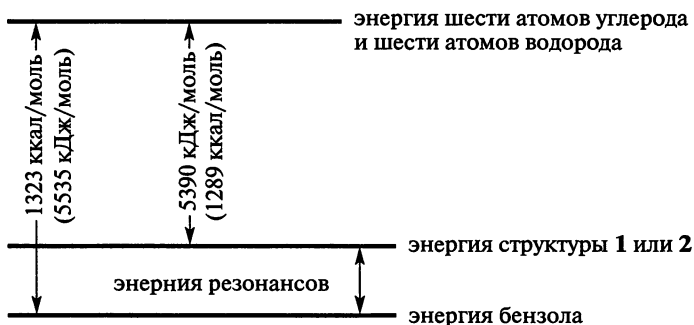 энергия шести атомов углерода
и шести атомов водорода
1323 ккал/моль
(5535 кДж/моль)
5390 кДж/моль
(1289 ккал/моль)
энергия структуры 1 или 2
энерния резонансов
энергия бензола